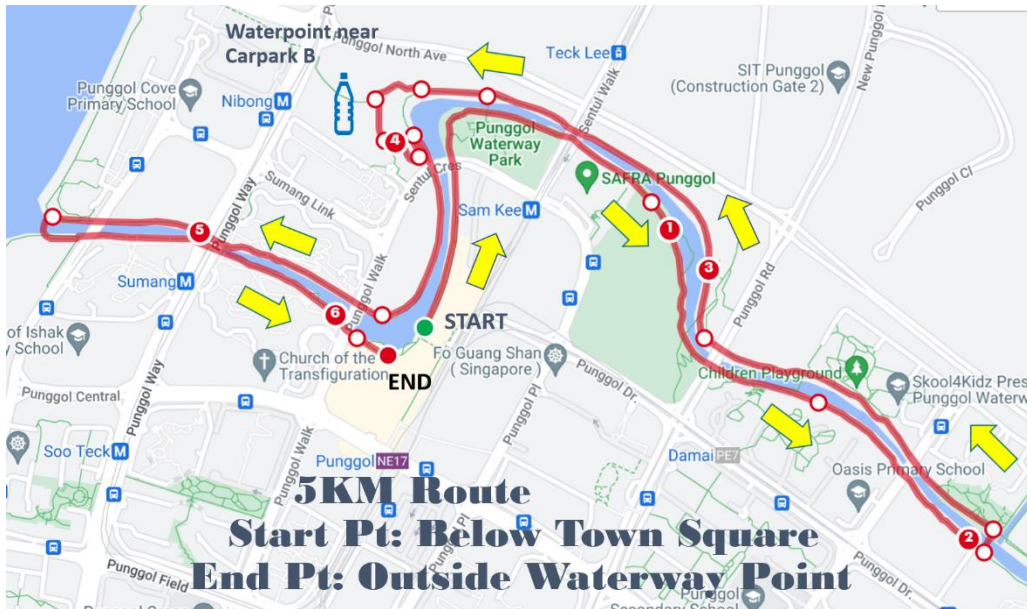 Waterpoint near
Carpark B
Punggol North Ave
Teck Lee
New Punggol
SIT Punggol
(Construction Gate 2)
Punggol Cove
Primary School
Nibong
Sentul Walk
4
Punggol
Waterway
Park
Sentul Cres
SAFRA Punggol
Punggol Cl
Punggol Way
Sumang Link
Sam Kee
1
5
3
Sumang
Punggol Walk
Punggol Rd
6
START
of Ishak
School
Church of the
Transfiguration
END
Fo Guang Shan
(Singapore)
Children Playground
Skool4Kidz Pres
Punggol Waterw
Punggol Central
Punggol Way
Punggol Walk
Punggol Pl
Punggol Dr.
Soo Teck
Punggol NE17
Damai PE7
Oasis Primary School
5KM Route
2
Start Pt: Below Town Square
End Pt: Outside Waterway Point
Punggol Pl
Punggol Dr.
Punggol Field
Punggol